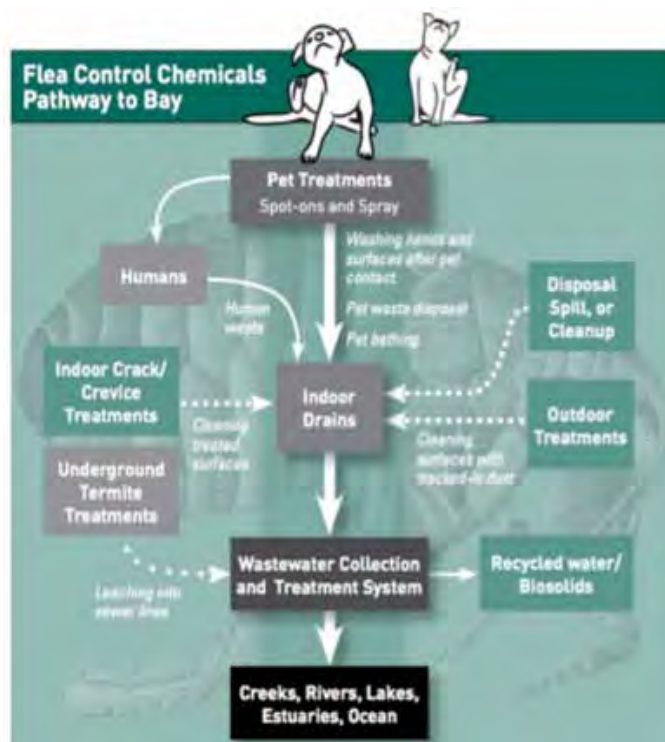 Flea Control Chemicals
Pathway to Bay
Pet Treatments
Spot-ons and Spray
Washing hands and
surfaces after pet
contact
Pet waste disposal
Pet bathing
Humans
Human
waste
Disposal
Spill, or
Cleanup
Indoor Crack/
Crevice
Treatments
Cleaning
treated
surfaces
Indoor
Drains
Outdoor
Treatments
Cleaning
surfaces with
tracked-in dust
Underground
Termite
Treatments
Leaching into
sewer lines
Wastewater Collection
and Treatment System
Recycled water/
Biosolids
Creeks, Rivers, Lakes,
Estuaries, Ocean